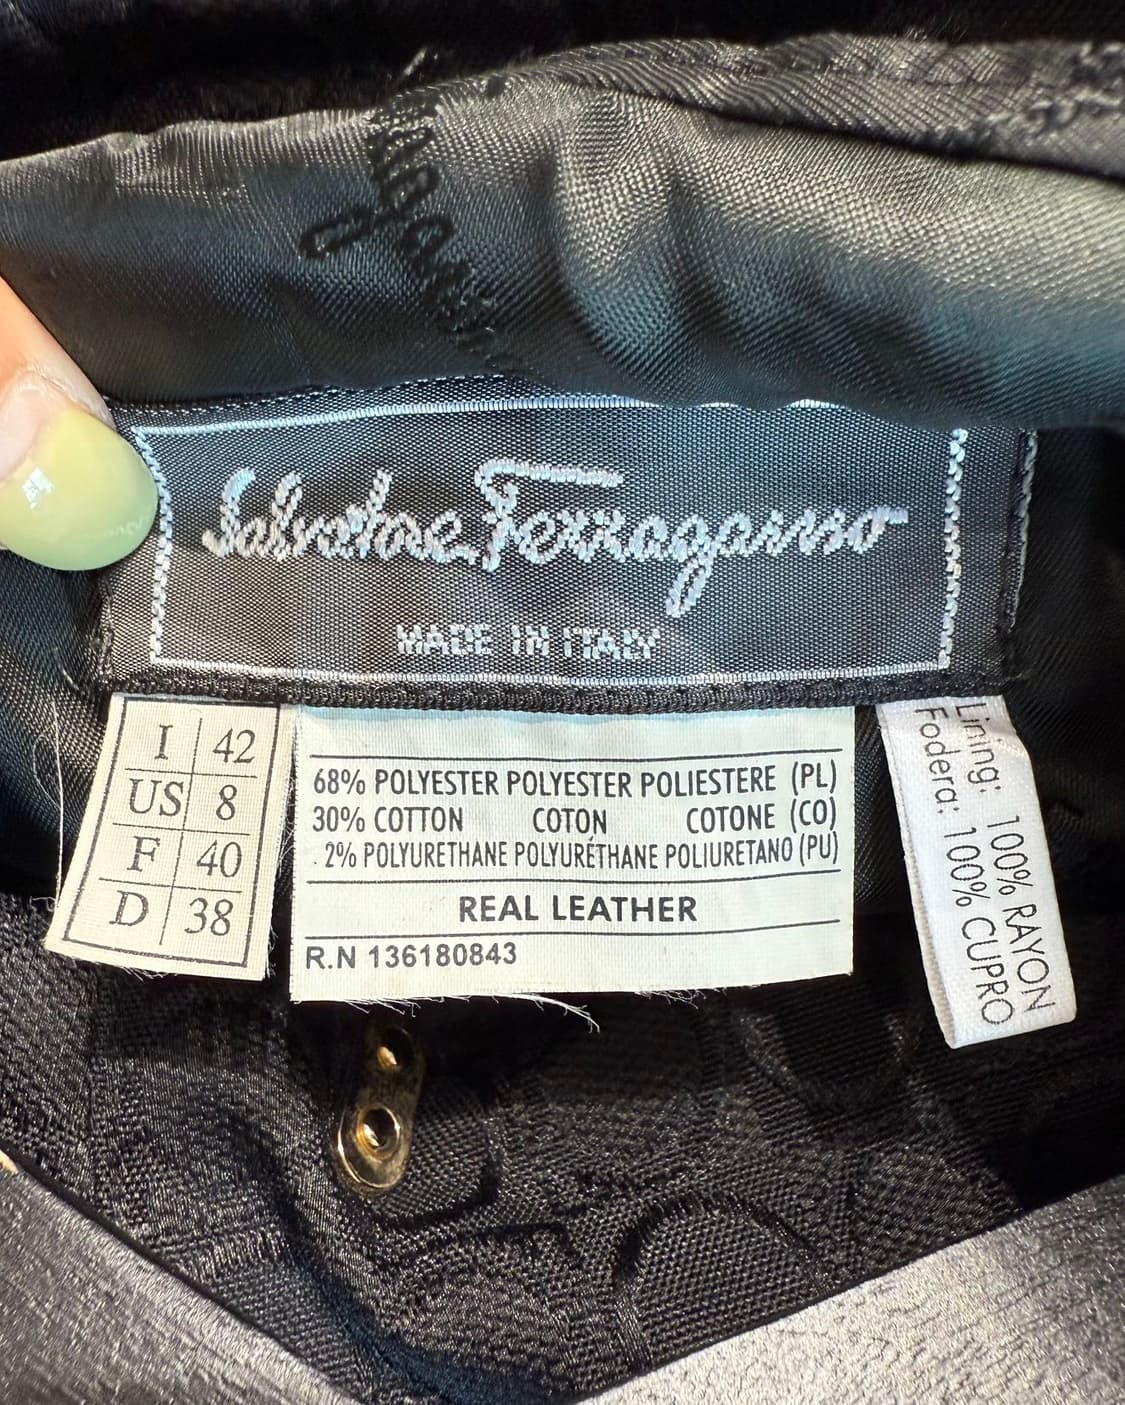 Ferragamo
Salvatore Ferragamo
MADE IN ITALY
I 42
US 8
F 40
D 38
68% POLYESTER POLYESTER POLIESTERE (PL)
30% COTTON COTON COTONE (CO)
2% POLYURETHANE POLYURÉTHANE POLIURETANO (PU)
REAL LEATHER
R.N 136180843
Lining: 100% RAYON
Fodera: 100% CUPRO